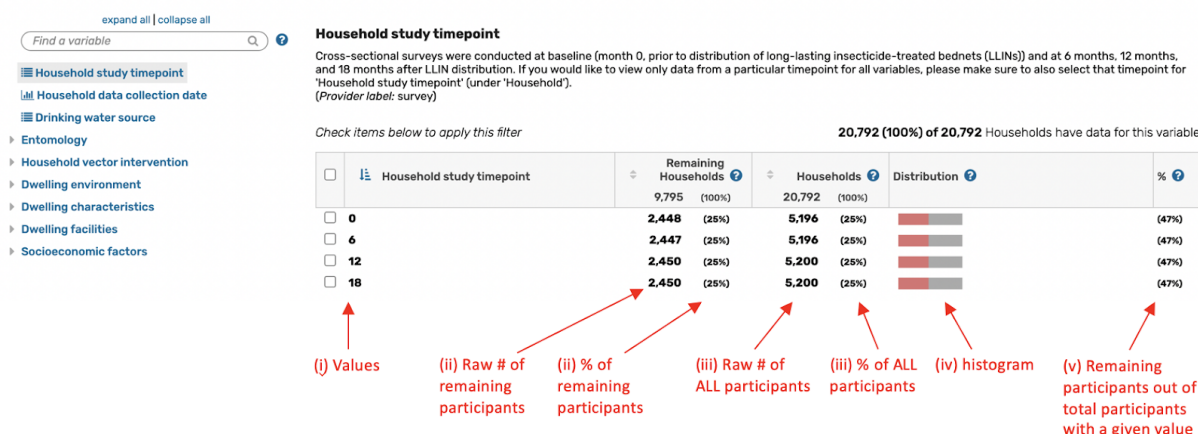 expand all | collapse all
Find a variable
Household study timepoint
Household data collection date
Drinking water source
Entomology
Household vector intervention
Dwelling environment
Dwelling characteristics
Dwelling facilities
Socioeconomic factors
Household study timepoint
Cross-sectional surveys were conducted at baseline (month 0, prior to distribution of long-lasting insecticide-treated bednets (LLINs)) and at 6 months, 12 months,
and 18 months after LLIN distribution. If you would like to view only data from a particular timepoint for all variables, please make sure to also select that timepoint for
'Household study timepoint' (under 'Household').
(Provider label: survey)
Check items below to apply this filter
20,792 (100%) of 20,792 Households have data for this variable
Household study timepoint
Remaining
Households ?
9,795 (100%)
Households ?
20,792 (100%)
Distribution ?
% ?
0 2,448 (25%) 5,196 (25%) (47%)
6 2,447 (25%) 5,196 (25%) (47%)
12 2,450 (25%) 5,200 (25%) (47%)
18 2,450 (25%) 5,200 (25%) (47%)
(i) Values
(ii) Raw # of
remaining
participants
(ii) % of
remaining
participants
(iii) Raw # of
ALL participants
(iii) % of ALL
participants
(iv) histogram
(v) Remaining
participants out of
total participants
with a given value